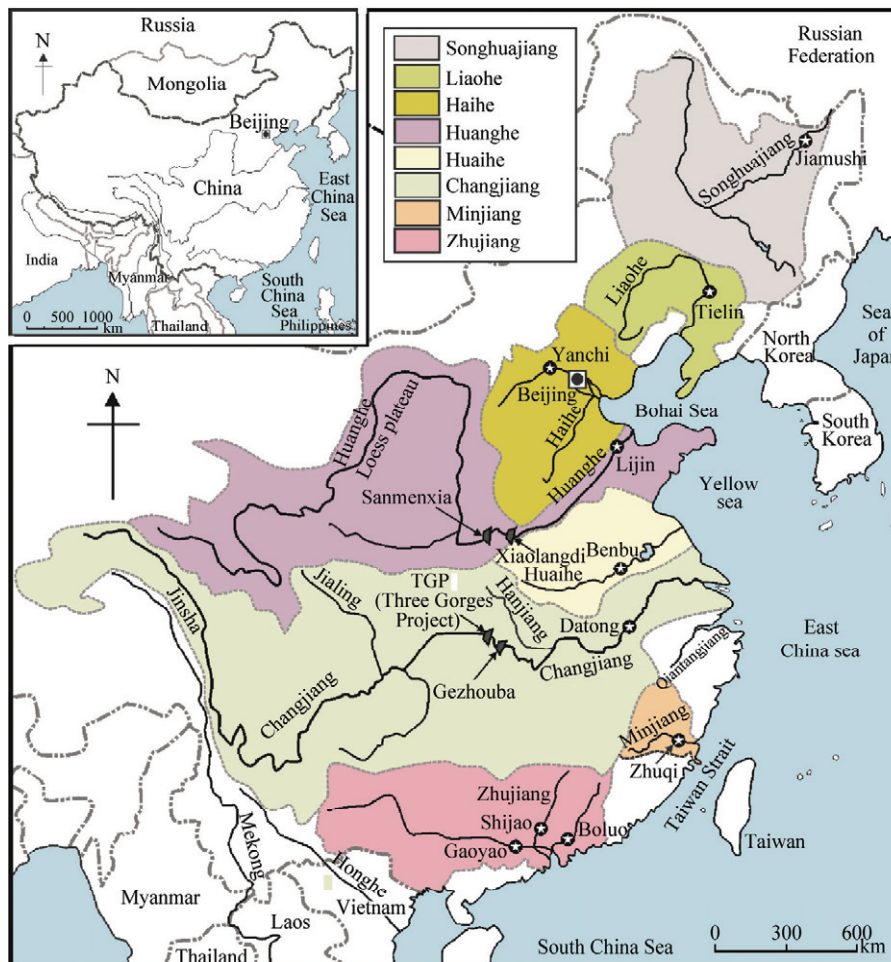 N
Russia
Mongolia
Beijing
China
East
China
Sea
India
Myanmar
South
China
Sea
Thailand
Philippines
0 500 1000
km
Songhuajiang
Liaohe
Haihe
Huanghe
Huaihe
Changjiang
Minjiang
Zhujiang
Russian
Federation
Songhuajiang
Jiamushi
Liaohe
Tielin
North
Korea
Sea
of Japan
South
Korea
N
Yanchi
Beijing
Haihe
Bohai Sea
Huanghe
Loess plateau
Huanghe
Lijin
Yellow
sea
Sanmenxia
Xiaolangdi
Benbu
Huaihe
TGP
(Three Gorges
Project)
Jialing
Hanjiang
Jinsha
Datong
Changjiang
Gezhouba
Changjiang
Qiantangjiang
East
China sea
Minjiang
Zhuqi
Taiwan Strait
Taiwan
Zhujiang
Shijao
Boluo
Gaoyao
Mekong
Honghe
Myanmar
Laos
Vietnam
Thailand
South China Sea
0 300 600
km